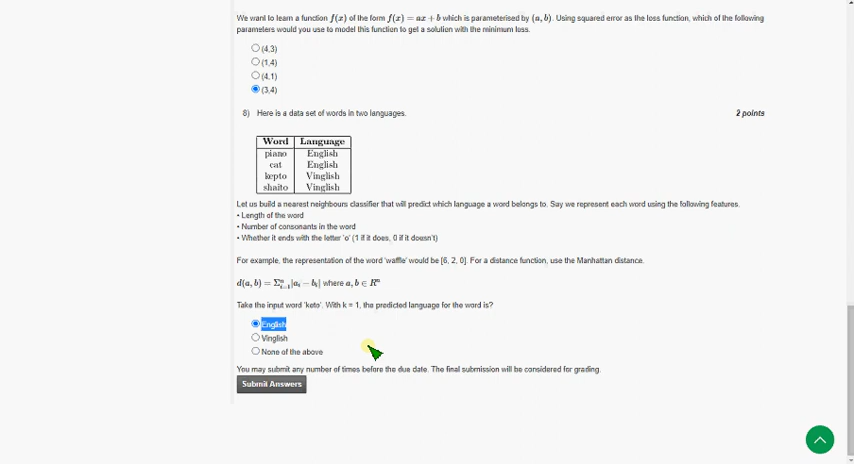 We want to learn a function f(x) of the form f(x) = ax + b which is parameterised by (a, b). Using squared error as the loss function, which of the following
parameters would you use to model this function to get a solution with the minimum loss.
(4,3)
(1,4)
(4,1)
(3,4)
8) Here is a data set of words in two languages. 2 points
Word Language
piano English
cat English
kepto Vinglish
shaito Vinglish
Let us build a nearest neighbours classifier that will predict which language a word belongs to. Say we represent each word using the following features.
• Length of the word
• Number of consonants in the word
• Whether it ends with the letter 'o' (1 if it does, 0 if it doesn't)
For example, the representation of the word 'waffle' would be [6, 2, 0]. For a distance function, use the Manhattan distance.
d(a, b) = Σⁿᵢ₌₁|aᵢ − bᵢ| where a, b ∈ Rⁿ
Take the input word 'keto'. With k = 1, the predicted language for the word is?
English
Vinglish
None of the above
You may submit any number of times before the due date. The final submission will be considered for grading.
Submit Answers